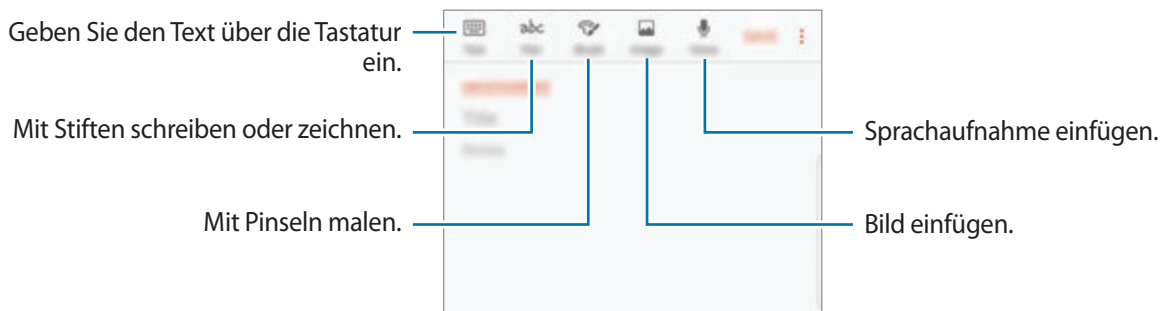 Geben Sie den Text über die Tastatur
ein.
abc
Mit Stiften schreiben oder zeichnen.
Sprachaufnahme einfügen.
Mit Pinseln malen.
Bild einfügen.